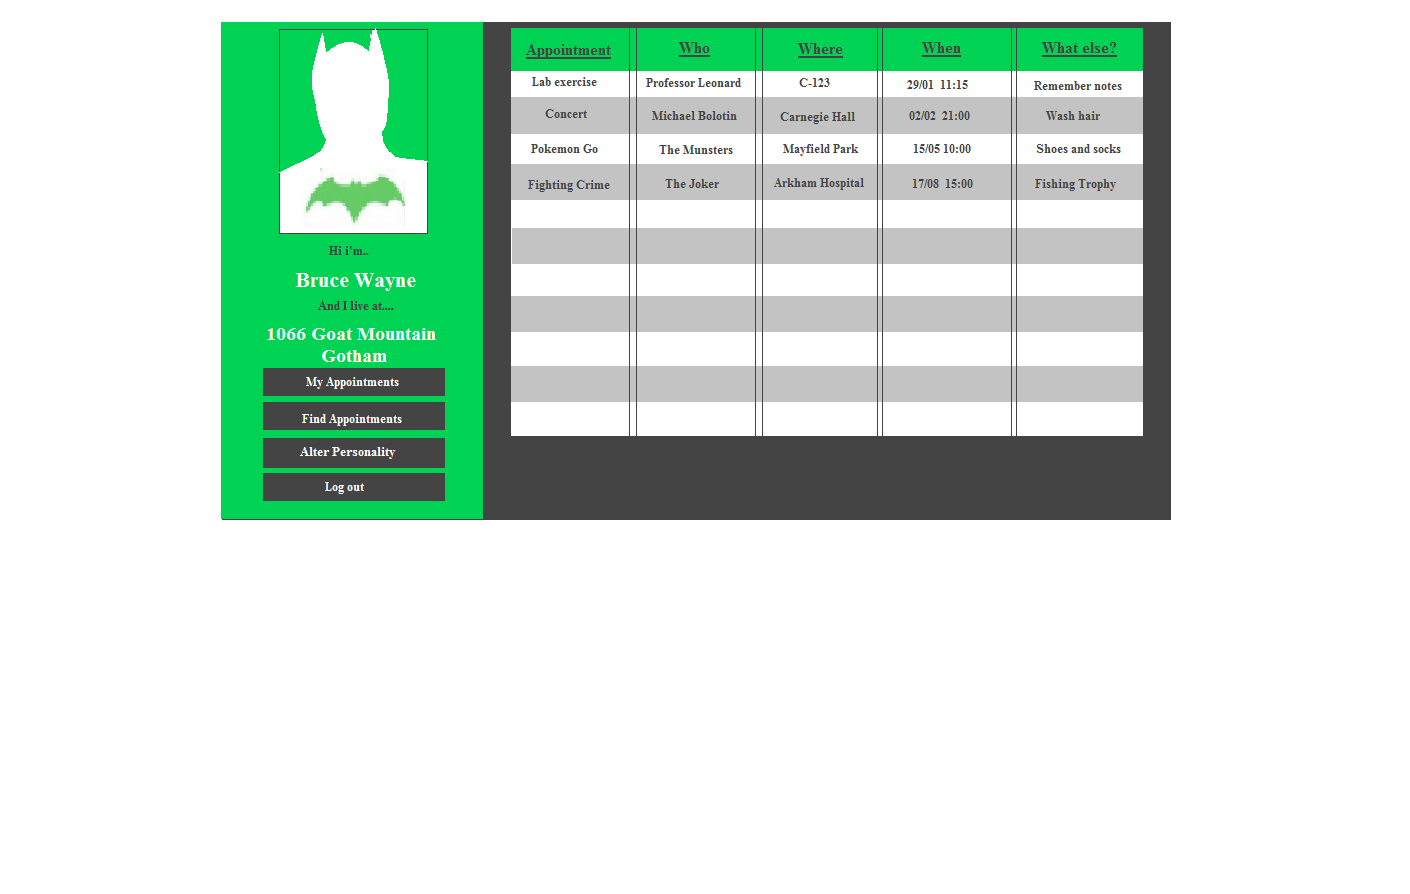 Hi i'm..
Bruce Wayne
And I live at....
1066 Goat Mountain
Gotham
My Appointments
Find Appointments
Alter Personality
Log out
Appointment Who Where When What else?
Lab exercise Professor Leonard C-123 29/01 11:15 Remember notes
Concert Michael Bolotin Carnegie Hall 02/02 21:00 Wash hair
Pokemon Go The Munsters Mayfield Park 15/05 10:00 Shoes and socks
Fighting Crime The Joker Arkham Hospital 17/08 15:00 Fishing Trophy